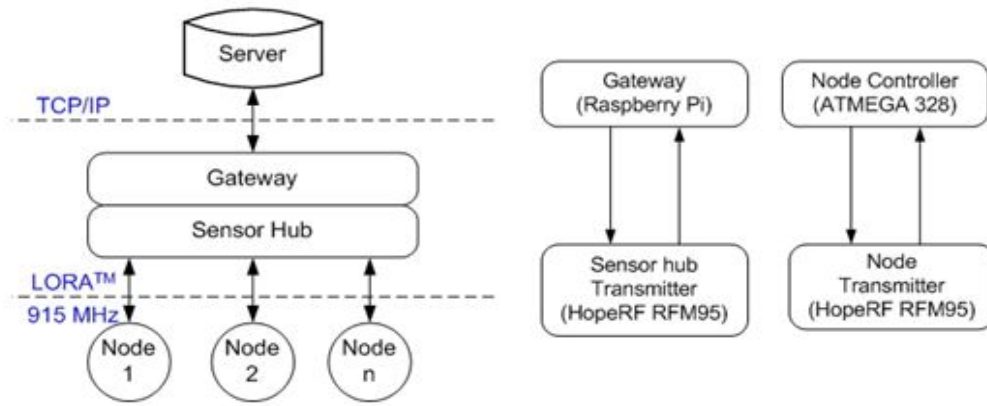 Server
TCP/IP
Gateway
Sensor Hub
LORA™
915 MHz
Node
1
Node
2
Node
n
Gateway
(Raspberry Pi)
Sensor hub
Transmitter
(HopeRF RFM95)
Node Controller
(ATMEGA 328)
Node
Transmitter
(HopeRF RFM95)